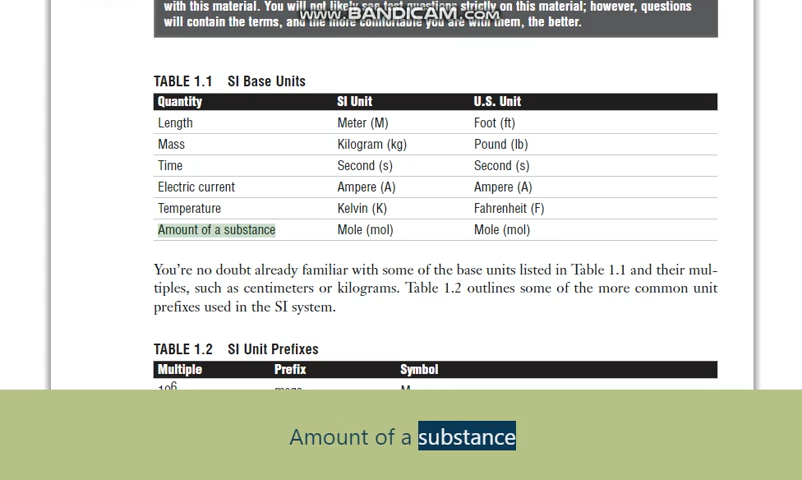 with this material. You will not likely see test questions strictly on this material; however, questions
www.BANDICAM.com
will contain the terms, and the more comfortable you are with them, the better.
TABLE 1.1 SI Base Units
Quantity SI Unit U.S. Unit
Length Meter (M) Foot (ft)
Mass Kilogram (kg) Pound (lb)
Time Second (s) Second (s)
Electric current Ampere (A) Ampere (A)
Temperature Kelvin (K) Fahrenheit (F)
Amount of a substance Mole (mol) Mole (mol)
You're no doubt already familiar with some of the base units listed in Table 1.1 and their mul-
tiples, such as centimeters or kilograms. Table 1.2 outlines some of the more common unit
prefixes used in the SI system.
TABLE 1.2 SI Unit Prefixes
Multiple Prefix Symbol
10⁶ mega M
Amount of a substance